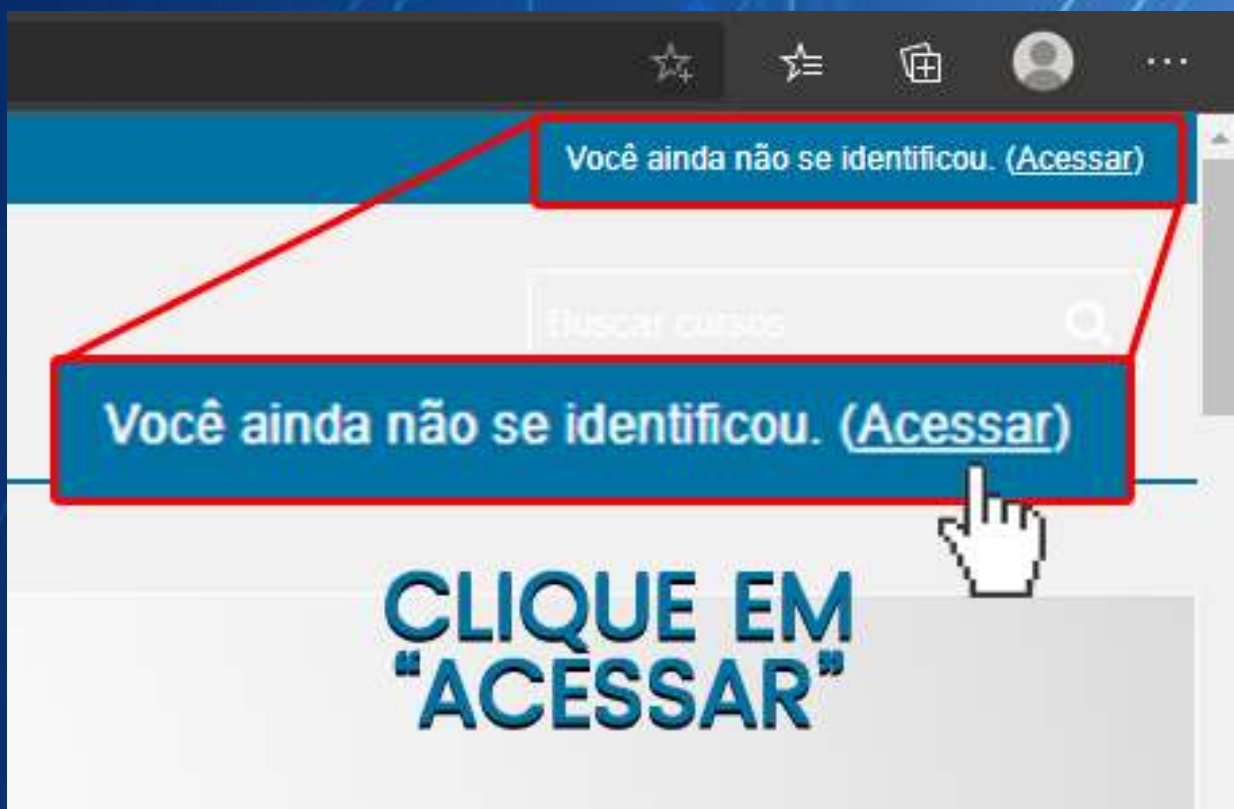 Você ainda não se identificou. (Acessar)
Buscar cursos
Você ainda não se identificou. (Acessar)
CLIQUE EM
“ACESSAR”